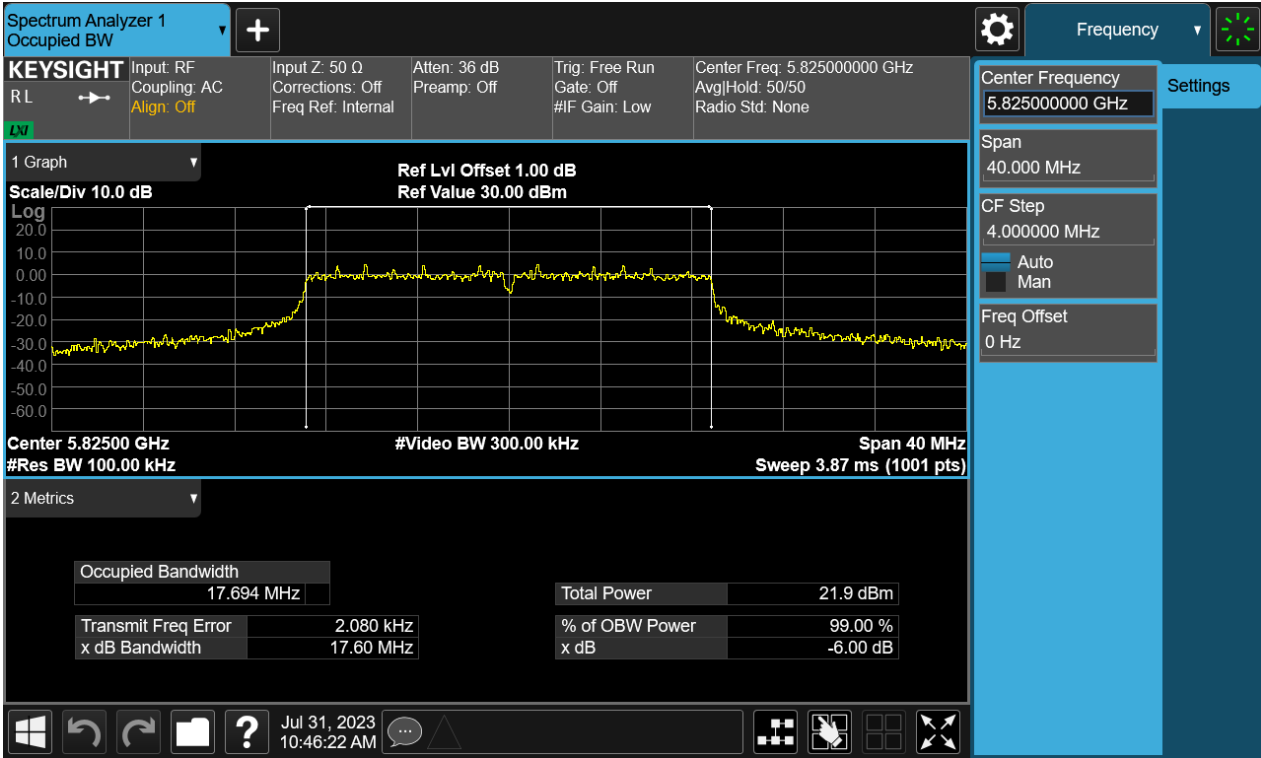 Spectrum Analyzer 1
Occupied BW
Frequency
KEYSIGHT
R L
LXI
Input: RF
Coupling: AC
Align: Off
Input Z: 50 Ω
Corrections: Off
Freq Ref: Internal
Atten: 36 dB
Preamp: Off
Trig: Free Run
Gate: Off
#IF Gain: Low
Center Freq: 5.825000000 GHz
Avg|Hold: 50/50
Radio Std: None
Center Frequency
5.825000000 GHz
Settings
Span
40.000 MHz
CF Step
4.000000 MHz
Auto
Man
Freq Offset
0 Hz
1 Graph
Scale/Div 10.0 dB
Ref Lvl Offset 1.00 dB
Ref Value 30.00 dBm
Log
20.0
10.0
0.00
-10.0
-20.0
-30.0
-40.0
-50.0
-60.0
Center 5.82500 GHz
#Video BW 300.00 kHz
Span 40 MHz
#Res BW 100.00 kHz
Sweep 3.87 ms (1001 pts)
2 Metrics
Occupied Bandwidth
17.694 MHz
Total Power 21.9 dBm
Transmit Freq Error 2.080 kHz
% of OBW Power 99.00 %
x dB Bandwidth 17.60 MHz
x dB -6.00 dB
?
Jul 31, 2023
10:46:22 AM